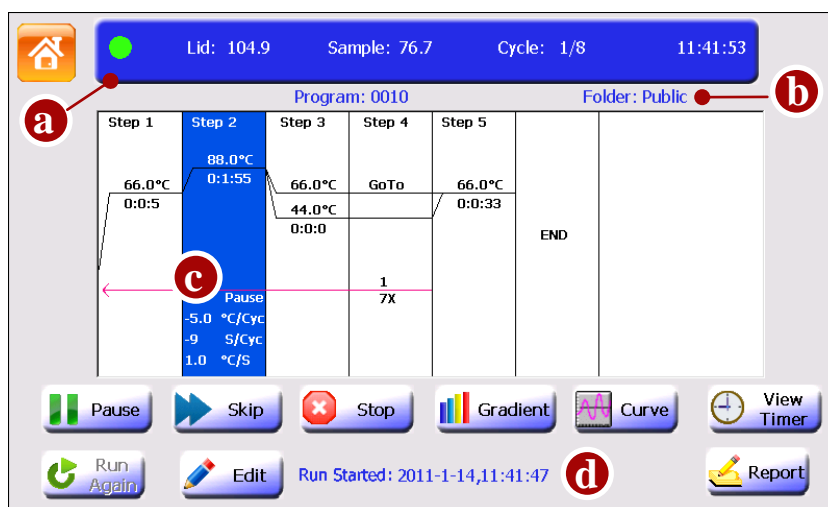 Lid: 104.9 Sample: 76.7 Cycle: 1/8 11:41:53
a
Program: 0010 Folder: Public b
Step 1 Step 2 Step 3 Step 4 Step 5
88.0°C
66.0°C 0:1:55 66.0°C GoTo 66.0°C
0:0:5 44.0°C 0:0:33
0:0:0
END
c
1
Pause 7X
-5.0 °C/Cyc
-9 S/Cyc
1.0 °C/S
Pause Skip Stop Gradient Curve View Timer
Run Again Edit Run Started: 2011-1-14,11:41:47 d Report